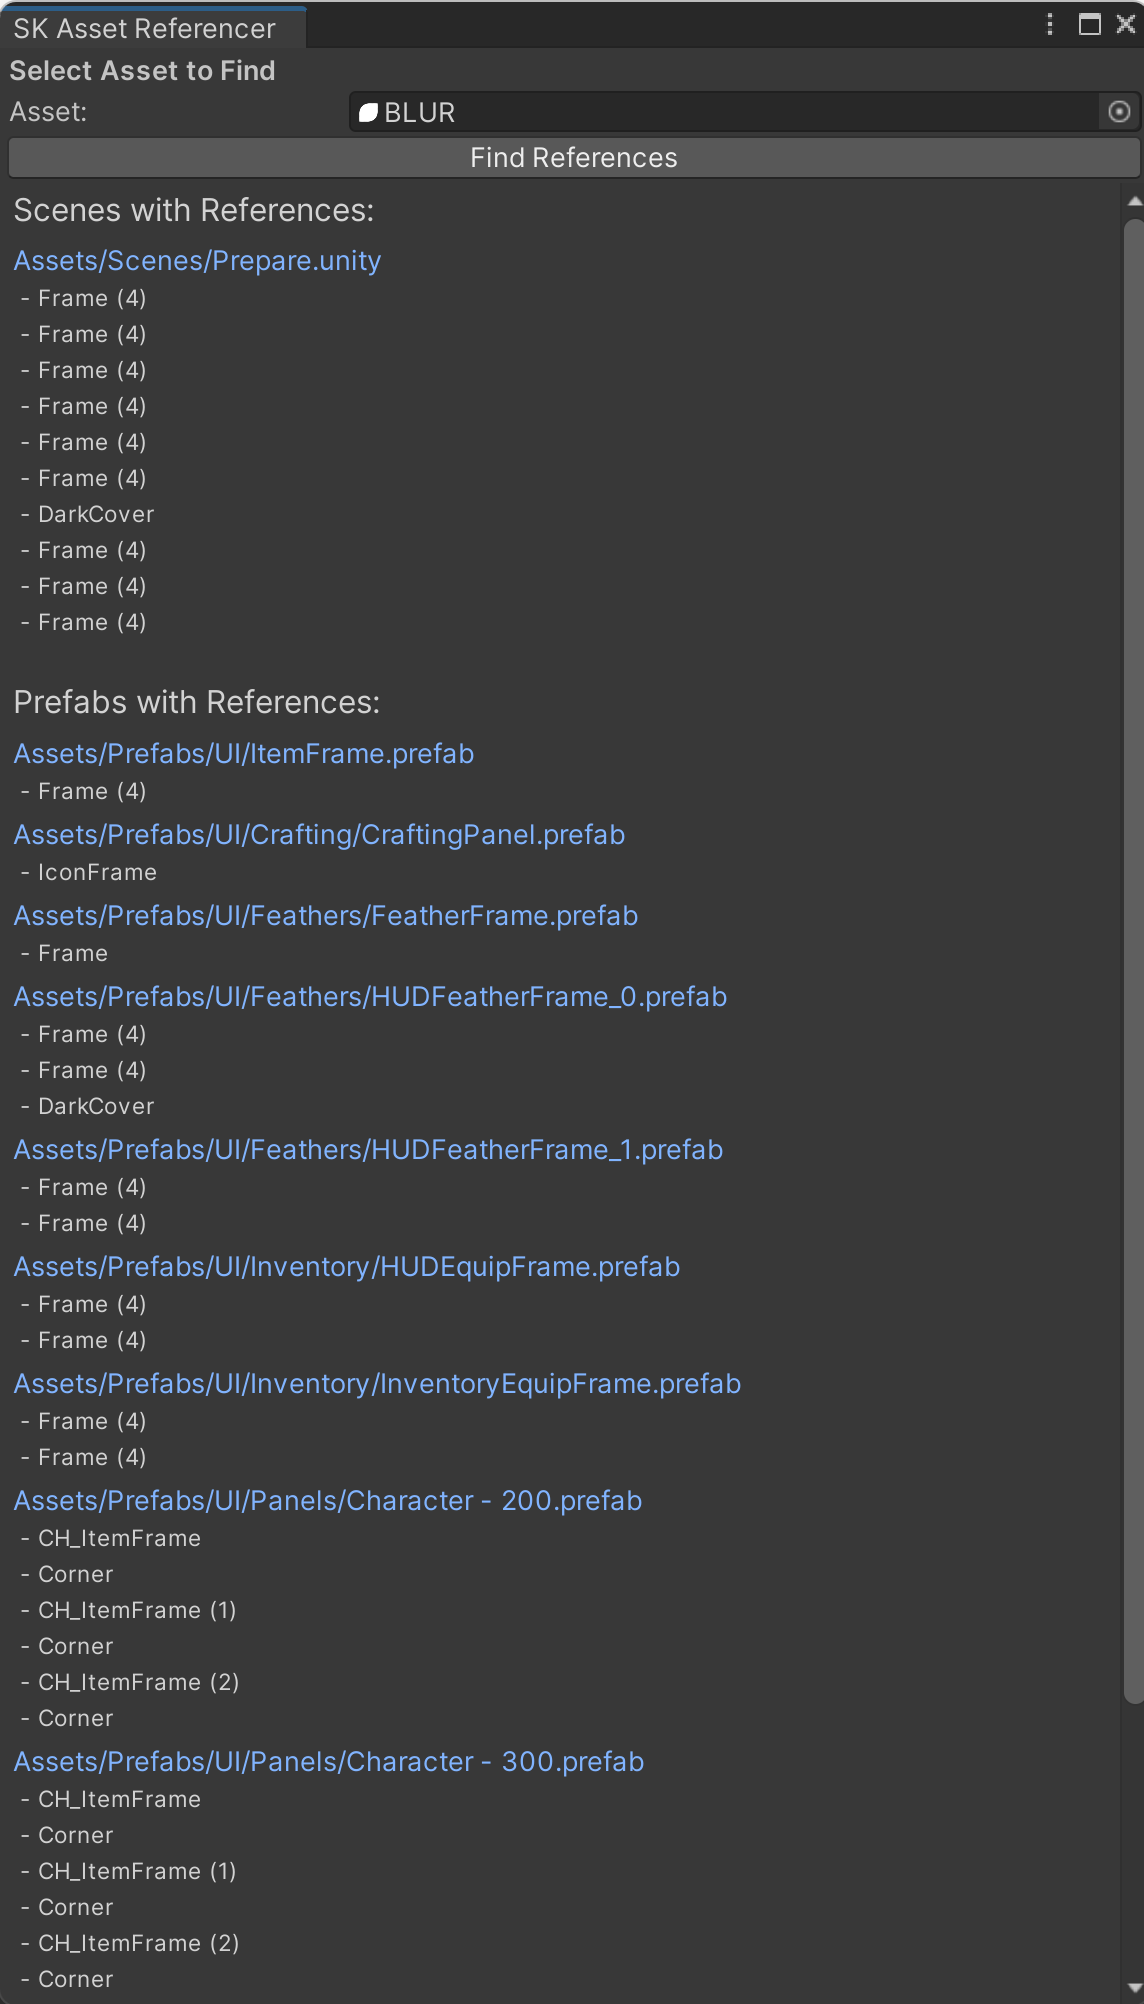 SK Asset Referencer
Select Asset to Find
Asset: BLUR
Find References
Scenes with References:
Assets/Scenes/Prepare.unity
- Frame (4)
- Frame (4)
- Frame (4)
- Frame (4)
- Frame (4)
- Frame (4)
- DarkCover
- Frame (4)
- Frame (4)
- Frame (4)
Prefabs with References:
Assets/Prefabs/UI/ItemFrame.prefab
- Frame (4)
Assets/Prefabs/UI/Crafting/CraftingPanel.prefab
- IconFrame
Assets/Prefabs/UI/Feathers/FeatherFrame.prefab
- Frame
Assets/Prefabs/UI/Feathers/HUDFeatherFrame_0.prefab
- Frame (4)
- Frame (4)
- DarkCover
Assets/Prefabs/UI/Feathers/HUDFeatherFrame_1.prefab
- Frame (4)
- Frame (4)
Assets/Prefabs/UI/Inventory/HUDEquipFrame.prefab
- Frame (4)
- Frame (4)
Assets/Prefabs/UI/Inventory/InventoryEquipFrame.prefab
- Frame (4)
- Frame (4)
Assets/Prefabs/UI/Panels/Character - 200.prefab
- CH_ItemFrame
- Corner
- CH_ItemFrame (1)
- Corner
- CH_ItemFrame (2)
- Corner
Assets/Prefabs/UI/Panels/Character - 300.prefab
- CH_ItemFrame
- Corner
- CH_ItemFrame (1)
- Corner
- CH_ItemFrame (2)
- Corner